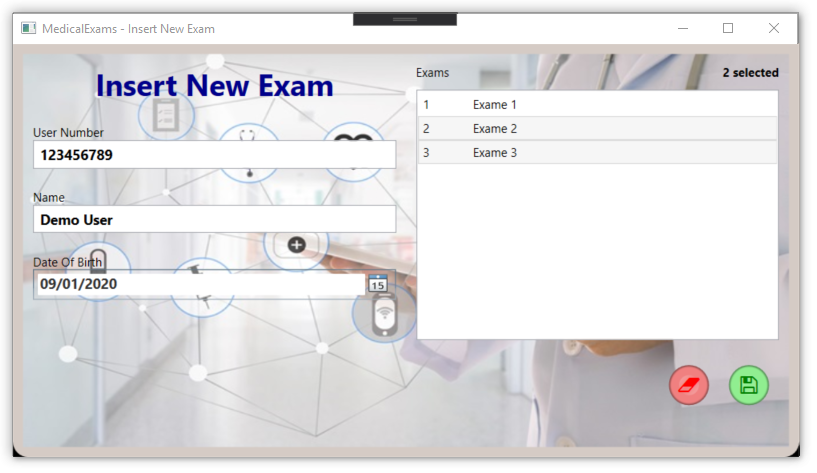 MedicalExams - Insert New Exam
Insert New Exam
User Number
123456789
Name
Demo User
Date Of Birth
09/01/2020
15
Exams
2 selected
1 Exame 1
2 Exame 2
3 Exame 3